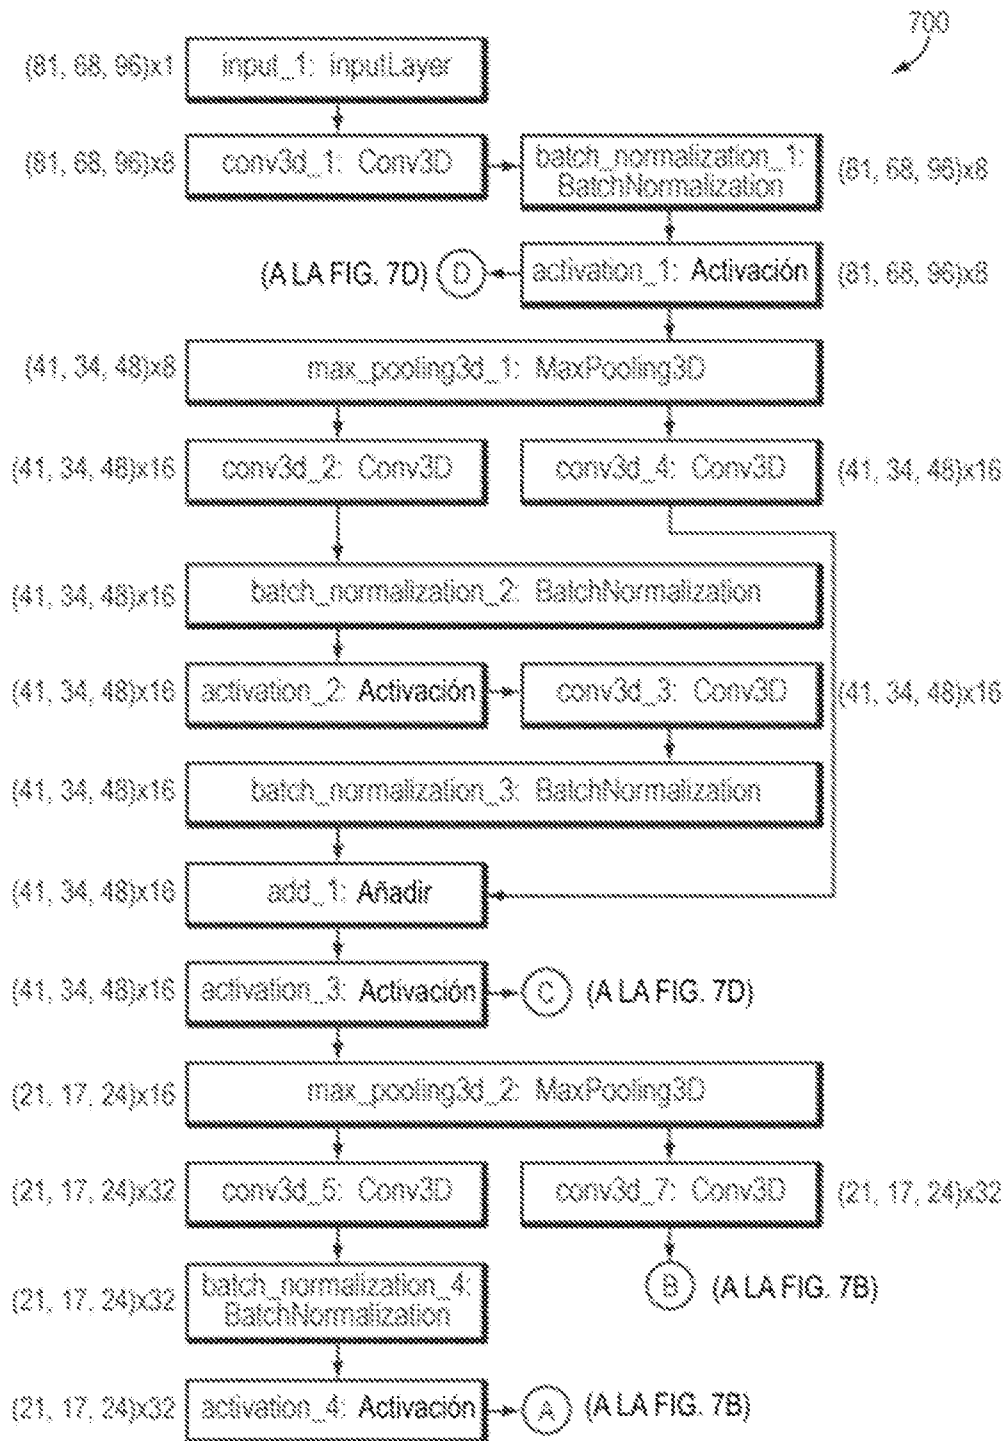 700
(81, 68, 96)x1 input_1: inputLayer
(81, 68, 96)x8 conv3d_1: Conv3D
batch_normalization_1:
BatchNormalization
(81, 68, 96)x8
(A LA FIG. 7D) D activation_1: Activación (81, 68, 96)x8
(41, 34, 48)x8 max_pooling3d_1: MaxPooling3D
(41, 34, 48)x16 conv3d_2: Conv3D conv3d_4: Conv3D (41, 34, 48)x16
(41, 34, 48)x16 batch_normalization_2: BatchNormalization
(41, 34, 48)x16 activation_2: Activación conv3d_3: Conv3D (41, 34, 48)x16
(41, 34, 48)x16 batch_normalization_3: BatchNormalization
(41, 34, 48)x16 add_1: Añadir
(41, 34, 48)x16 activation_3: Activación C (A LA FIG. 7D)
(21, 17, 24)x16 max_pooling3d_2: MaxPooling3D
(21, 17, 24)x32 conv3d_5: Conv3D conv3d_7: Conv3D (21, 17, 24)x32
(21, 17, 24)x32
batch_normalization_4:
BatchNormalization
B (A LA FIG. 7B)
(21, 17, 24)x32 activation_4: Activación A (A LA FIG. 7B)